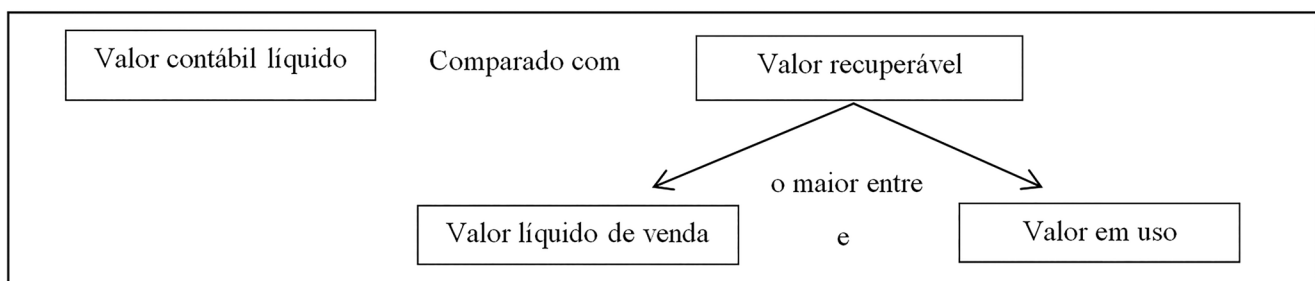 Valor contábil líquido
Comparado com
Valor recuperável
o maior entre
Valor líquido de venda
e
Valor em uso